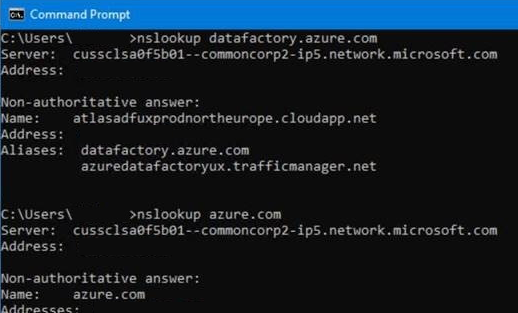 Command Prompt
C:\Users\ >nslookup datafactory.azure.com
Server: cussclsa0f5b01--commoncorp2-ip5.network.microsoft.com
Address:
Non-authoritative answer:
Name: atlasadfuxprodnortheurope.cloudapp.net
Address:
Aliases: datafactory.azure.com
azuredatafactoryux.trafficmanager.net
C:\Users\ >nslookup azure.com
Server: cussclsa0f5b01--commoncorp2-ip5.network.microsoft.com
Address:
Non-authoritative answer:
Name: azure.com
Addresses: